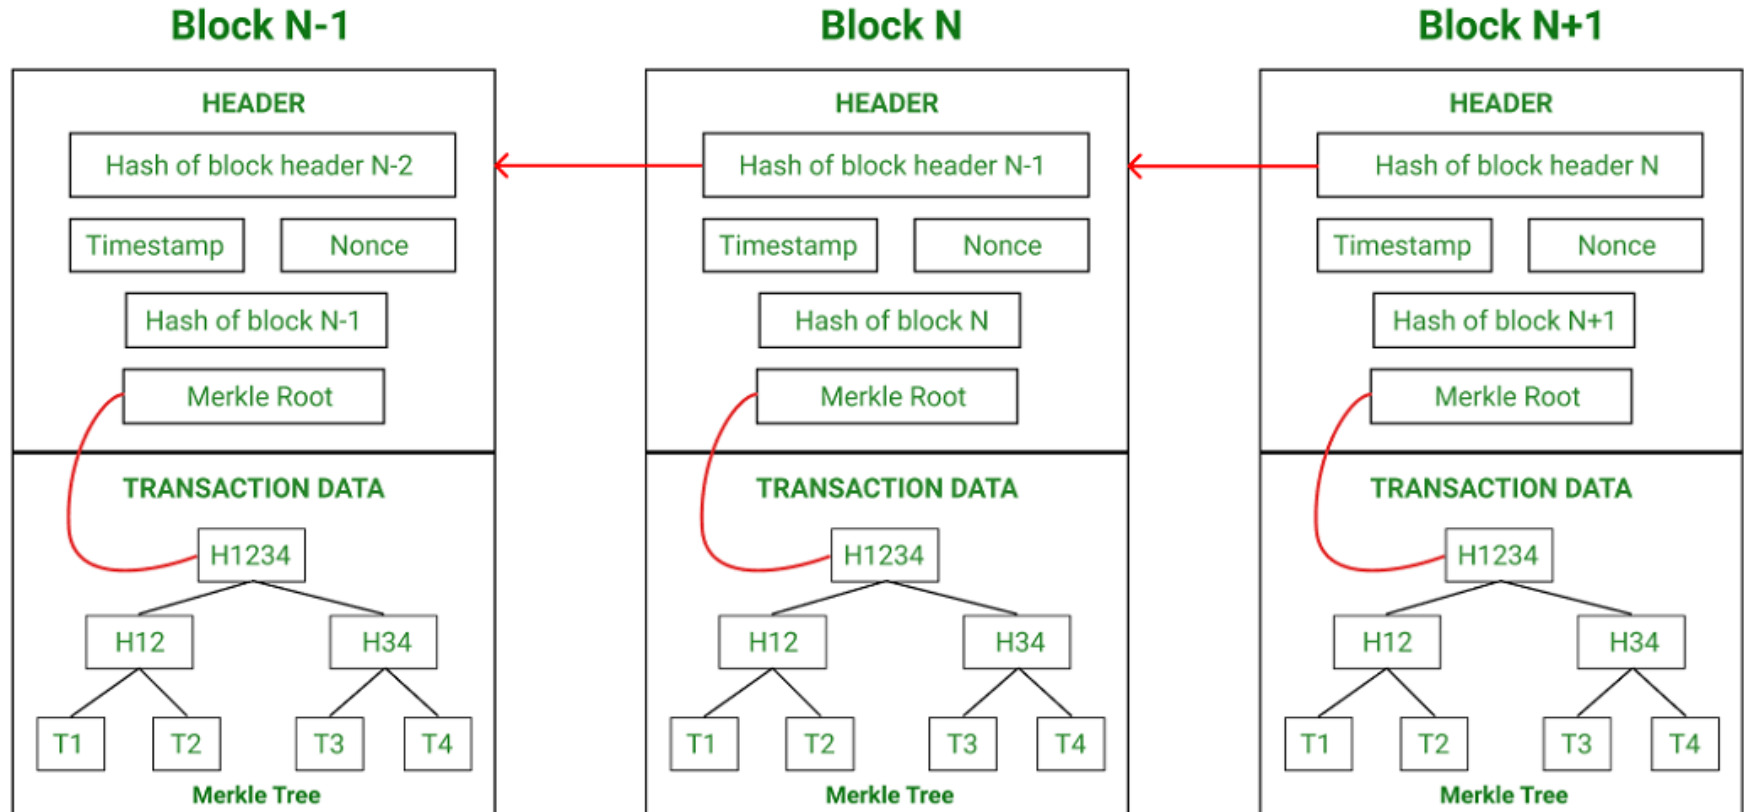 Block N-1
HEADER
Hash of block header N-2
Timestamp
Nonce
Hash of block N-1
Merkle Root
TRANSACTION DATA
H1234
H12
H34
T1
T2
T3
T4
Merkle Tree
Block N
HEADER
Hash of block header N-1
Timestamp
Nonce
Hash of block N
Merkle Root
TRANSACTION DATA
H1234
H12
H34
T1
T2
T3
T4
Merkle Tree
Block N+1
HEADER
Hash of block header N
Timestamp
Nonce
Hash of block N+1
Merkle Root
TRANSACTION DATA
H1234
H12
H34
T1
T2
T3
T4
Merkle Tree